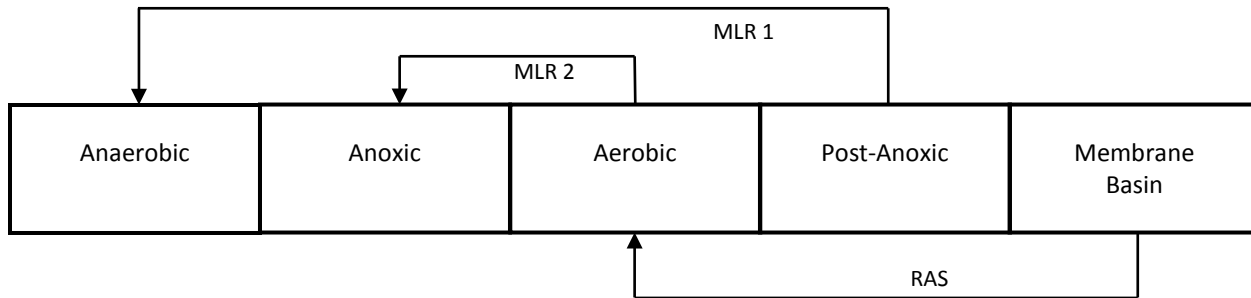 MLR 1
MLR 2
Anaerobic
Anoxic
Aerobic
Post-Anoxic
Membrane
Basin
RAS